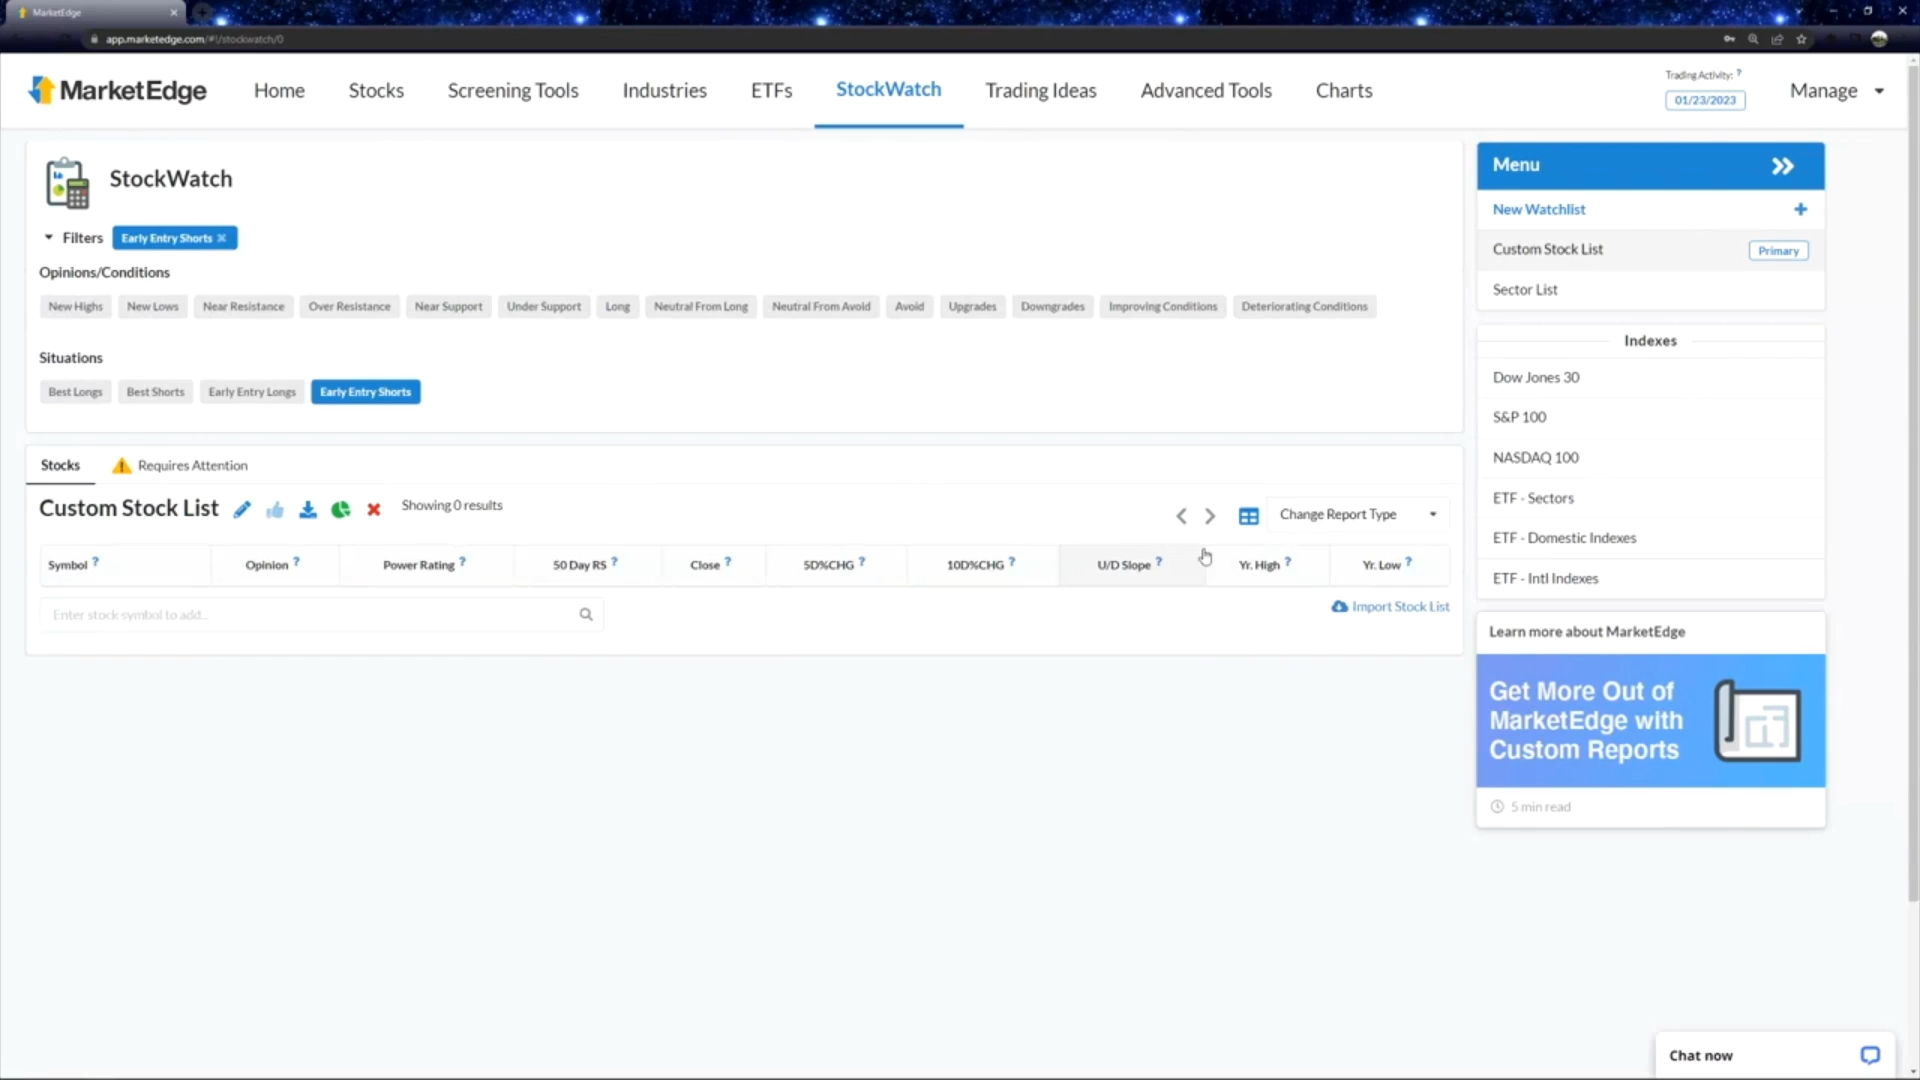 MarketEdge
app.marketedge.com/#!/stockwatch/0
MarketEdge
Home
Stocks
Screening Tools
Industries
ETFs
StockWatch
Trading Ideas
Advanced Tools
Charts
Trading Activity: ?
01/23/2023
Manage
StockWatch
Filters
Early Entry Shorts ×
Opinions/Conditions
New Highs
New Lows
Near Resistance
Over Resistance
Near Support
Under Support
Long
Neutral From Long
Neutral From Avoid
Avoid
Upgrades
Downgrades
Improving Conditions
Deteriorating Conditions
Situations
Best Longs
Best Shorts
Early Entry Longs
Early Entry Shorts
Stocks
Requires Attention
Custom Stock List
Showing 0 results
Change Report Type
Symbol ?
Opinion ?
Power Rating ?
50 Day RS ?
Close ?
5D%CHG ?
10D%CHG ?
U/D Slope ?
Yr. High ?
Yr. Low ?
Enter stock symbol to add...
Import Stock List
Menu
New Watchlist
Custom Stock List
Primary
Sector List
Indexes
Dow Jones 30
S&P 100
NASDAQ 100
ETF - Sectors
ETF - Domestic Indexes
ETF - Intl Indexes
Learn more about MarketEdge
Get More Out of
MarketEdge with
Custom Reports
5 min read
Chat now